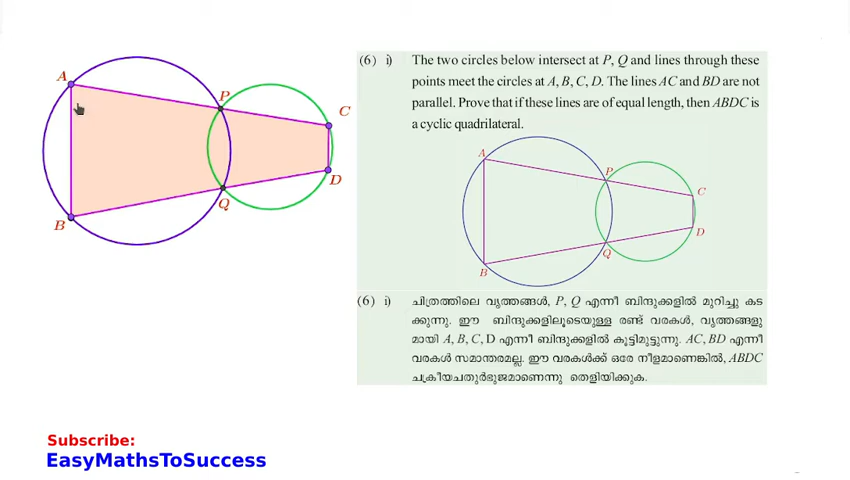 A
P
C
D
Q
B
(6) i) The two circles below intersect at P, Q and lines through these
points meet the circles at A, B, C, D. The lines AC and BD are not
parallel. Prove that if these lines are of equal length, then ABDC is
a cyclic quadrilateral.
A
P
C
D
Q
B
(6) i) ചിത്രത്തിലെ വൃത്തങ്ങൾ, P, Q എന്നീ ബിന്ദുക്കളിൽ മുറിച്ചു കട
ക്കുന്നു. ഈ ബിന്ദുക്കളിലൂടെയുള്ള രണ്ട് വരകൾ, വൃത്തങ്ങളു
മായി A, B, C, D എന്നീ ബിന്ദുക്കളിൽ കൂട്ടിമുട്ടുന്നു. AC, BD എന്നീ
വരകൾ സമാന്തരമല്ല. ഈ വരകൾക്ക് ഒരേ നീളമാണെങ്കിൽ, ABDC
ചക്രീയചതുർഭുജമാണെന്നു തെളിയിക്കുക.
Subscribe:
EasyMathsToSuccess